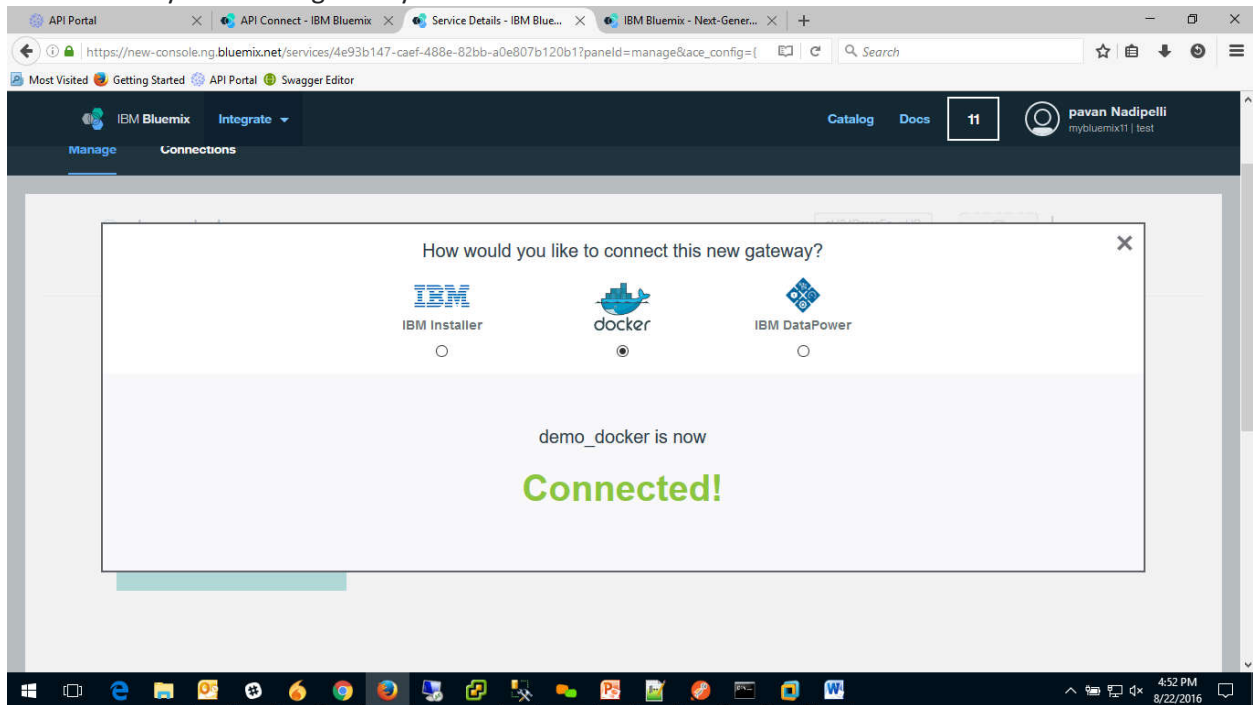 API Portal
API Connect - IBM Bluemix
Service Details - IBM Blue...
IBM Bluemix - Next-Gener...
https://new-console.ng.bluemix.net/services/4e93b147-caef-488e-82bb-a0e807b120b1?paneId=manage&ace_config={
Search
Most Visited Getting Started API Portal Swagger Editor
IBM Bluemix Integrate Catalog Docs 11 pavan Nadipelli
mybluemix11 | test
Manage Connections
How would you like to connect this new gateway?
IBM docker
IBM Installer IBM DataPower
demo_docker is now
Connected!
4:52 PM
8/22/2016